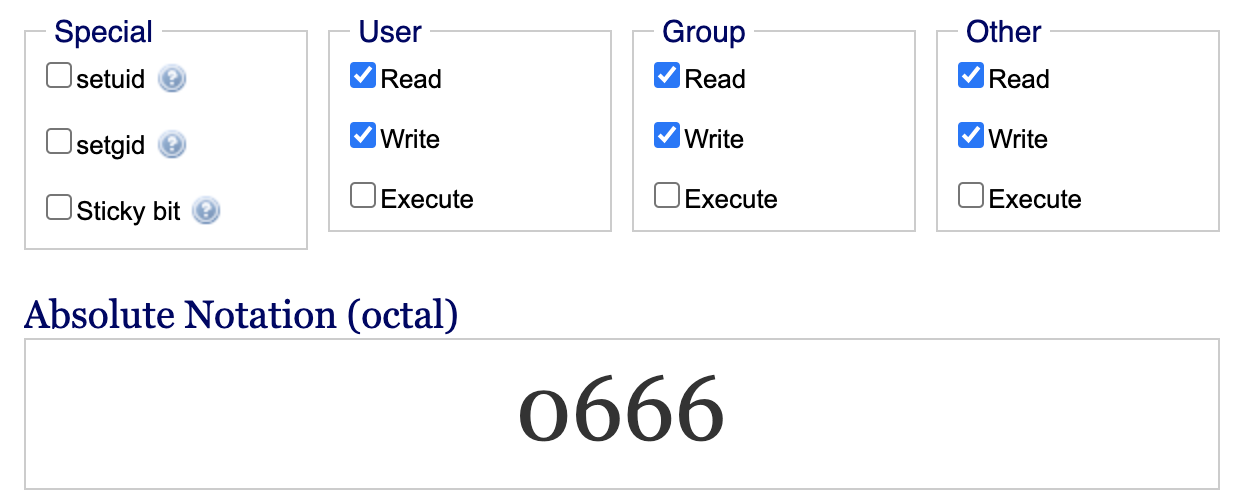 Special
setuid
setgid
Sticky bit
User
Read
Write
Execute
Group
Read
Write
Execute
Other
Read
Write
Execute
Absolute Notation (octal)
0666